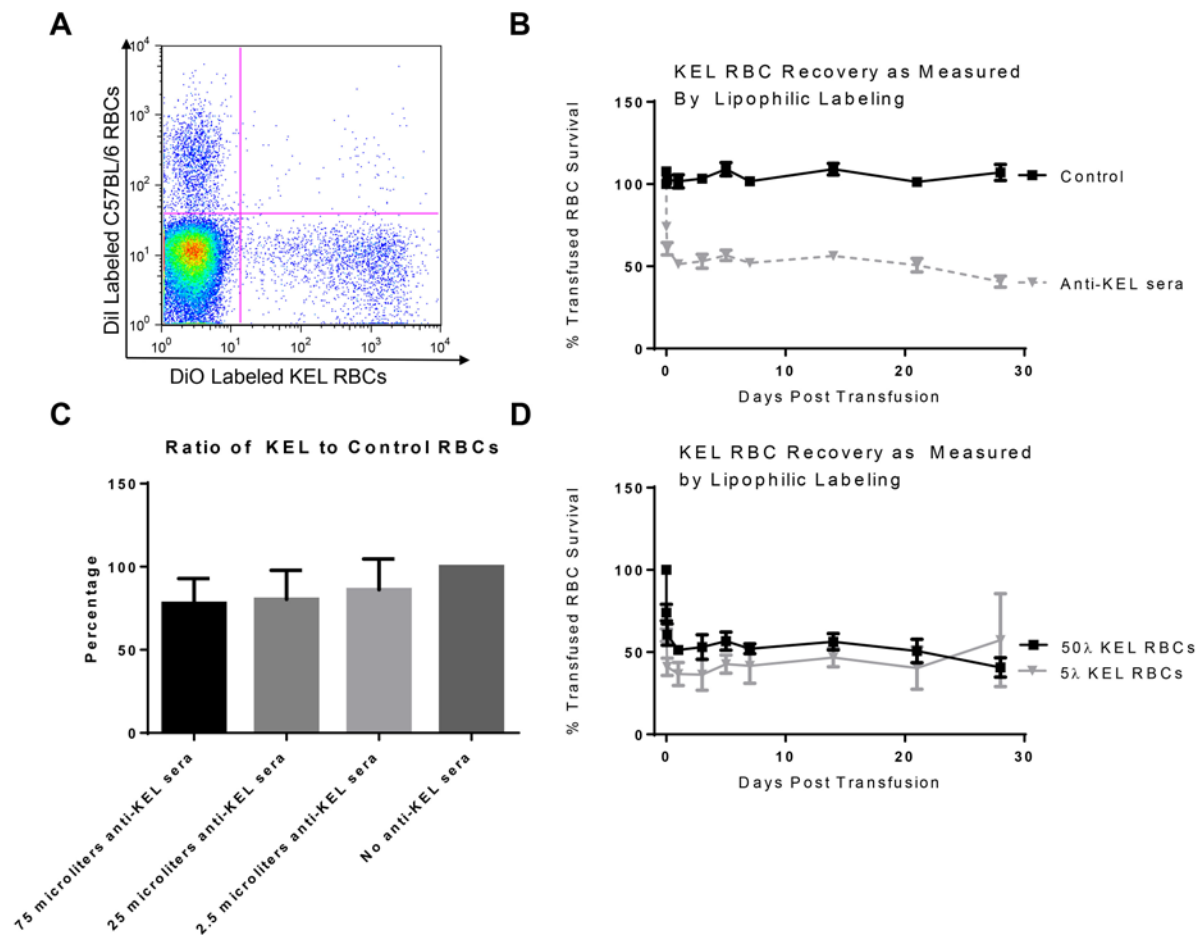 A
10^4
10^3
10^2
10^1
10^0
DiI Labeled C57BL/6 RBCs
10^0 10^1 10^2 10^3 10^4
DiO Labeled KEL RBCs
B
KEL RBC Recovery as Measured
By Lipophilic Labeling
150
100
50
0
% Transfused RBC Survival
Control
Anti-KEL sera
0 10 20 30
Days Post Transfusion
C
Ratio of KEL to Control RBCs
150
100
50
0
Percentage
75 microliters anti-KEL sera
25 microliters anti-KEL sera
2.5 microliters anti-KEL sera
No anti-KEL sera
D
KEL RBC Recovery as Measured
by Lipophilic Labeling
150
100
50
0
% Transfused RBC Survival
50λ KEL RBCs
5λ KEL RBCs
0 10 20 30
Days Post Transfusion